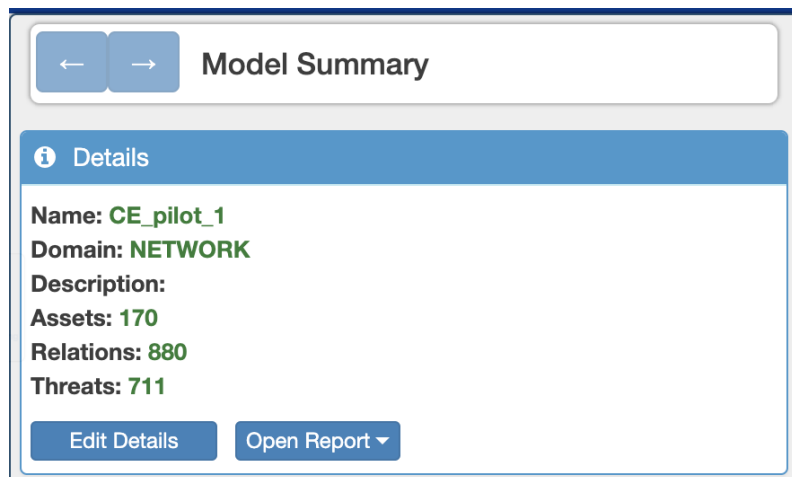 ← → Model Summary
Details
Name: CE_pilot_1
Domain: NETWORK
Description:
Assets: 170
Relations: 880
Threats: 711
Edit Details Open Report